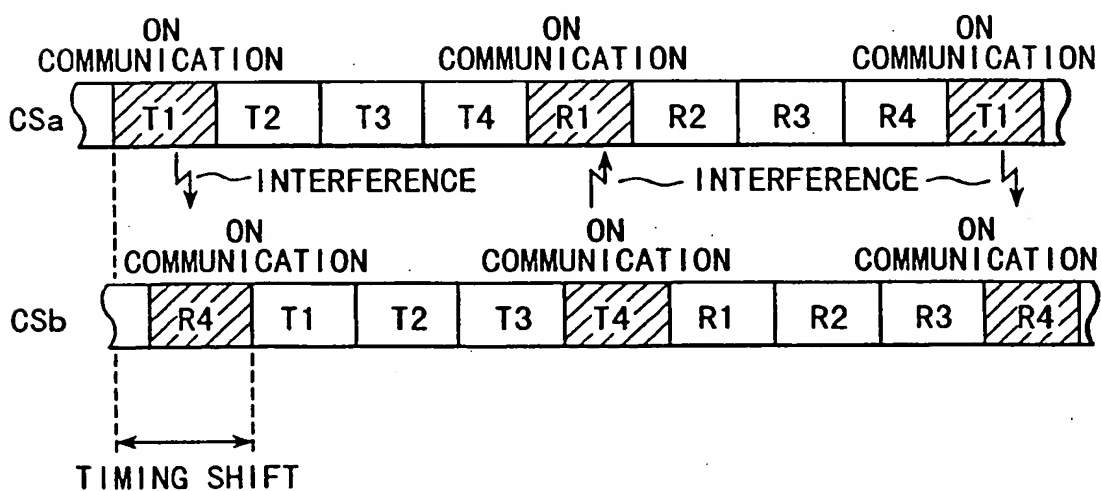 ON COMMUNICATION
ON COMMUNICATION
ON COMMUNICATION
CSa T1 T2 T3 T4 R1 R2 R3 R4 T1
INTERFERENCE INTERFERENCE
ON COMMUNICATION
ON COMMUNICATION
ON COMMUNICATION
CSb R4 T1 T2 T3 T4 R1 R2 R3 R4
TIMING SHIFT